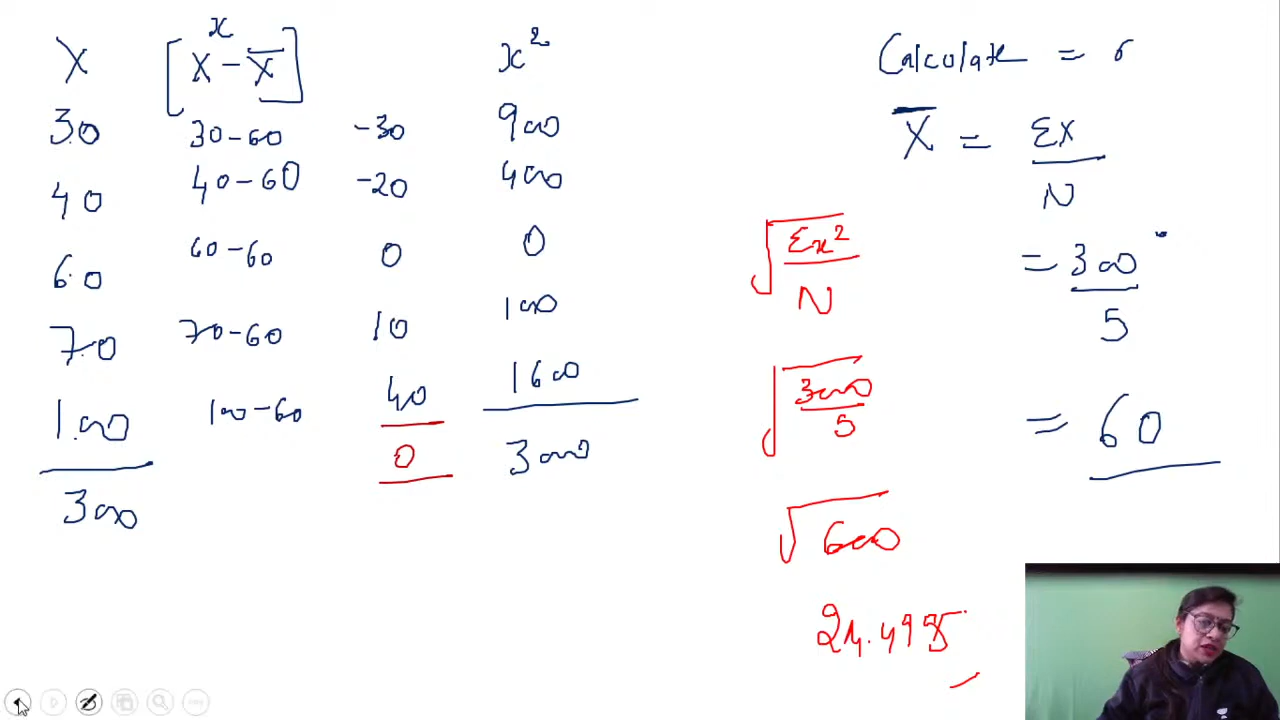 X [X - X̄] x x²
30 30-60 -30 900
40 40-60 -20 400
60 60-60 0 0
70 70-60 10 100
100 100-60 40 1600
300 0 3000
Calculate = σ
X̄ = ΣX / N
= 300 / 5
= 60
√Σx² / N
√3000 / 5
√600